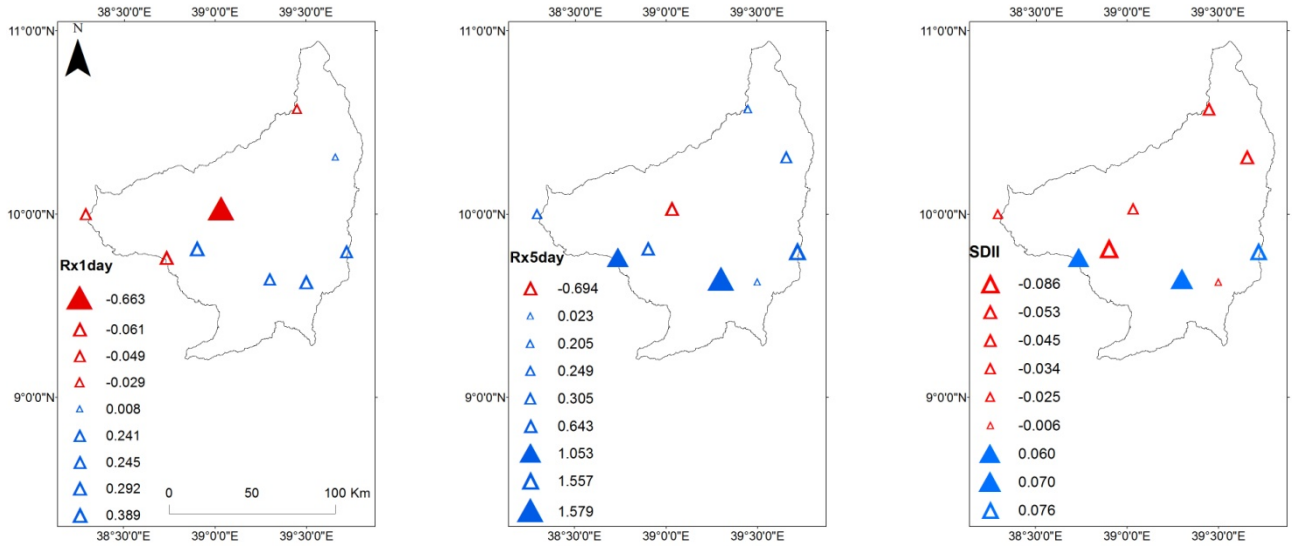 38°30'0"E 39°0'0"E 39°30'0"E
11°0'0"N
N
10°0'0"N
9°0'0"N
Rx1day
-0.663
-0.061
-0.049
-0.029
0.008
0.241
0.245
0.292
0.389
0 50 100 Km
38°30'0"E 39°0'0"E 39°30'0"E
38°30'0"E 39°0'0"E 39°30'0"E
11°0'0"N
10°0'0"N
9°0'0"N
Rx5day
-0.694
0.023
0.205
0.249
0.305
0.643
1.053
1.557
1.579
38°30'0"E 39°0'0"E 39°30'0"E
38°30'0"E 39°0'0"E 39°30'0"E
11°0'0"N
10°0'0"N
9°0'0"N
SDII
-0.086
-0.053
-0.045
-0.034
-0.025
-0.006
0.060
0.070
0.076
38°30'0"E 39°0'0"E 39°30'0"E